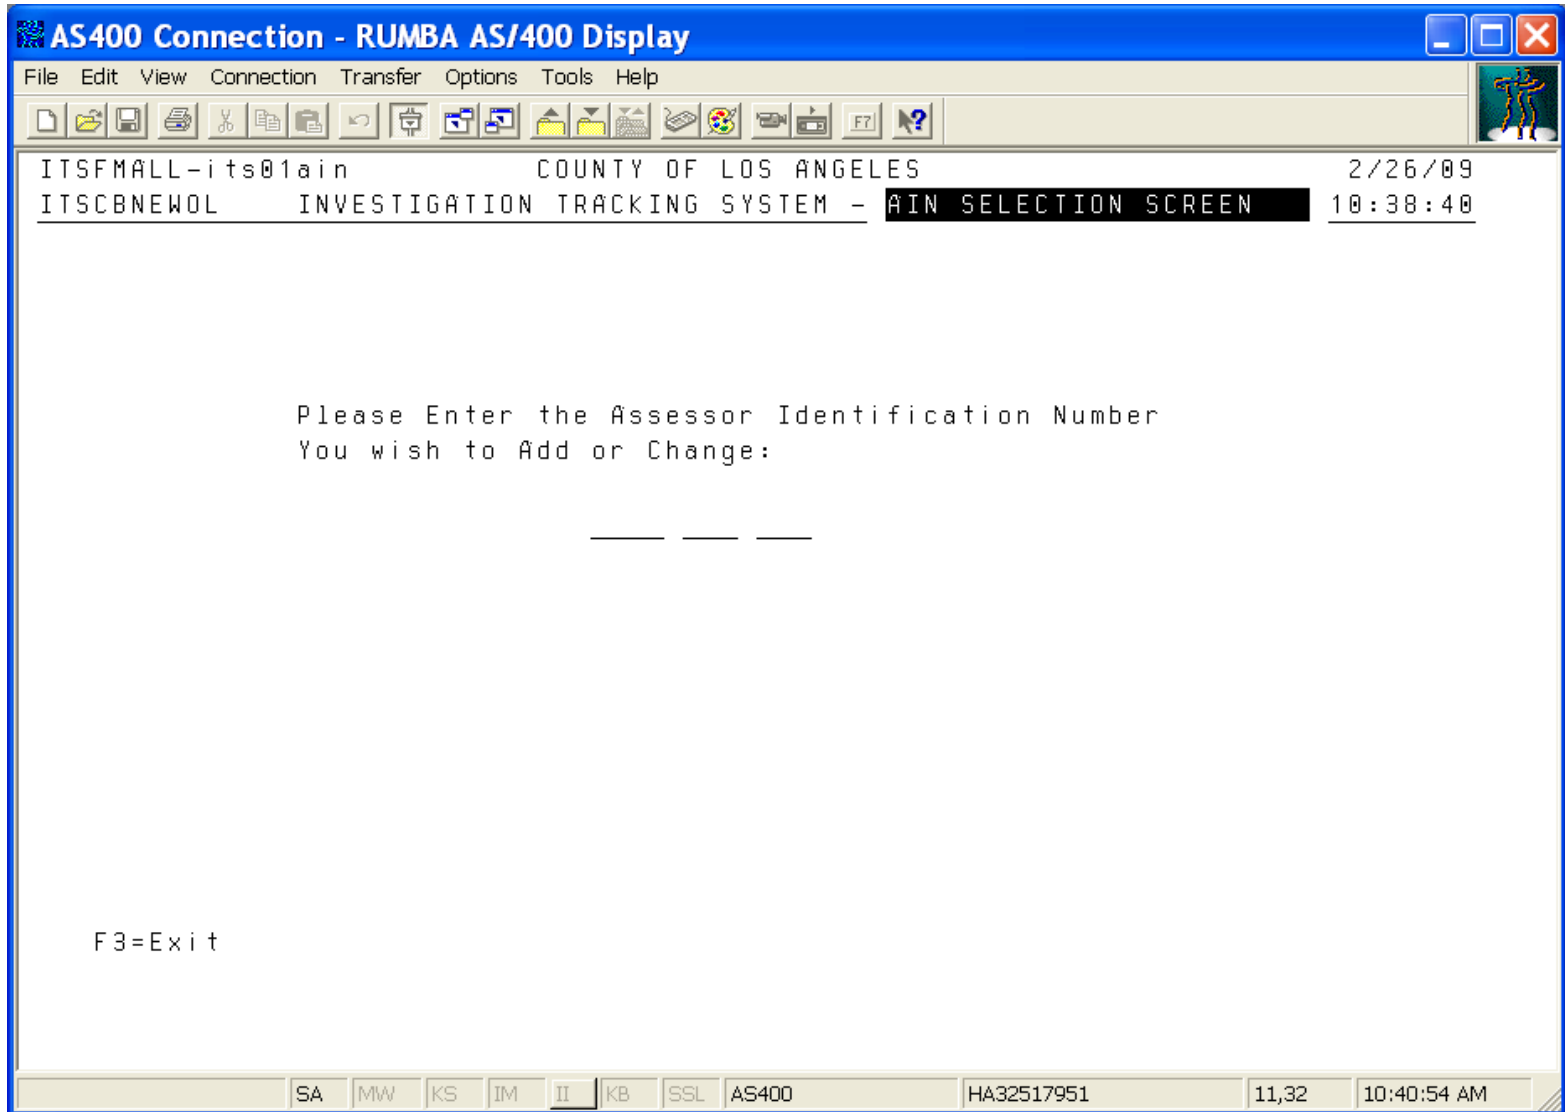 AS400 Connection - RUMBA AS/400 Display
File Edit View Connection Transfer Options Tools Help
F7
ITSFMALL-its01ain COUNTY OF LOS ANGELES 2/26/09
ITSCBNEWOL INVESTIGATION TRACKING SYSTEM - AIN SELECTION SCREEN 10:38:40
Please Enter the Assessor Identification Number
You wish to Add or Change:
F3=Exit
SA MW KS IM II KB SSL AS400 HA32517951 11,32 10:40:54 AM